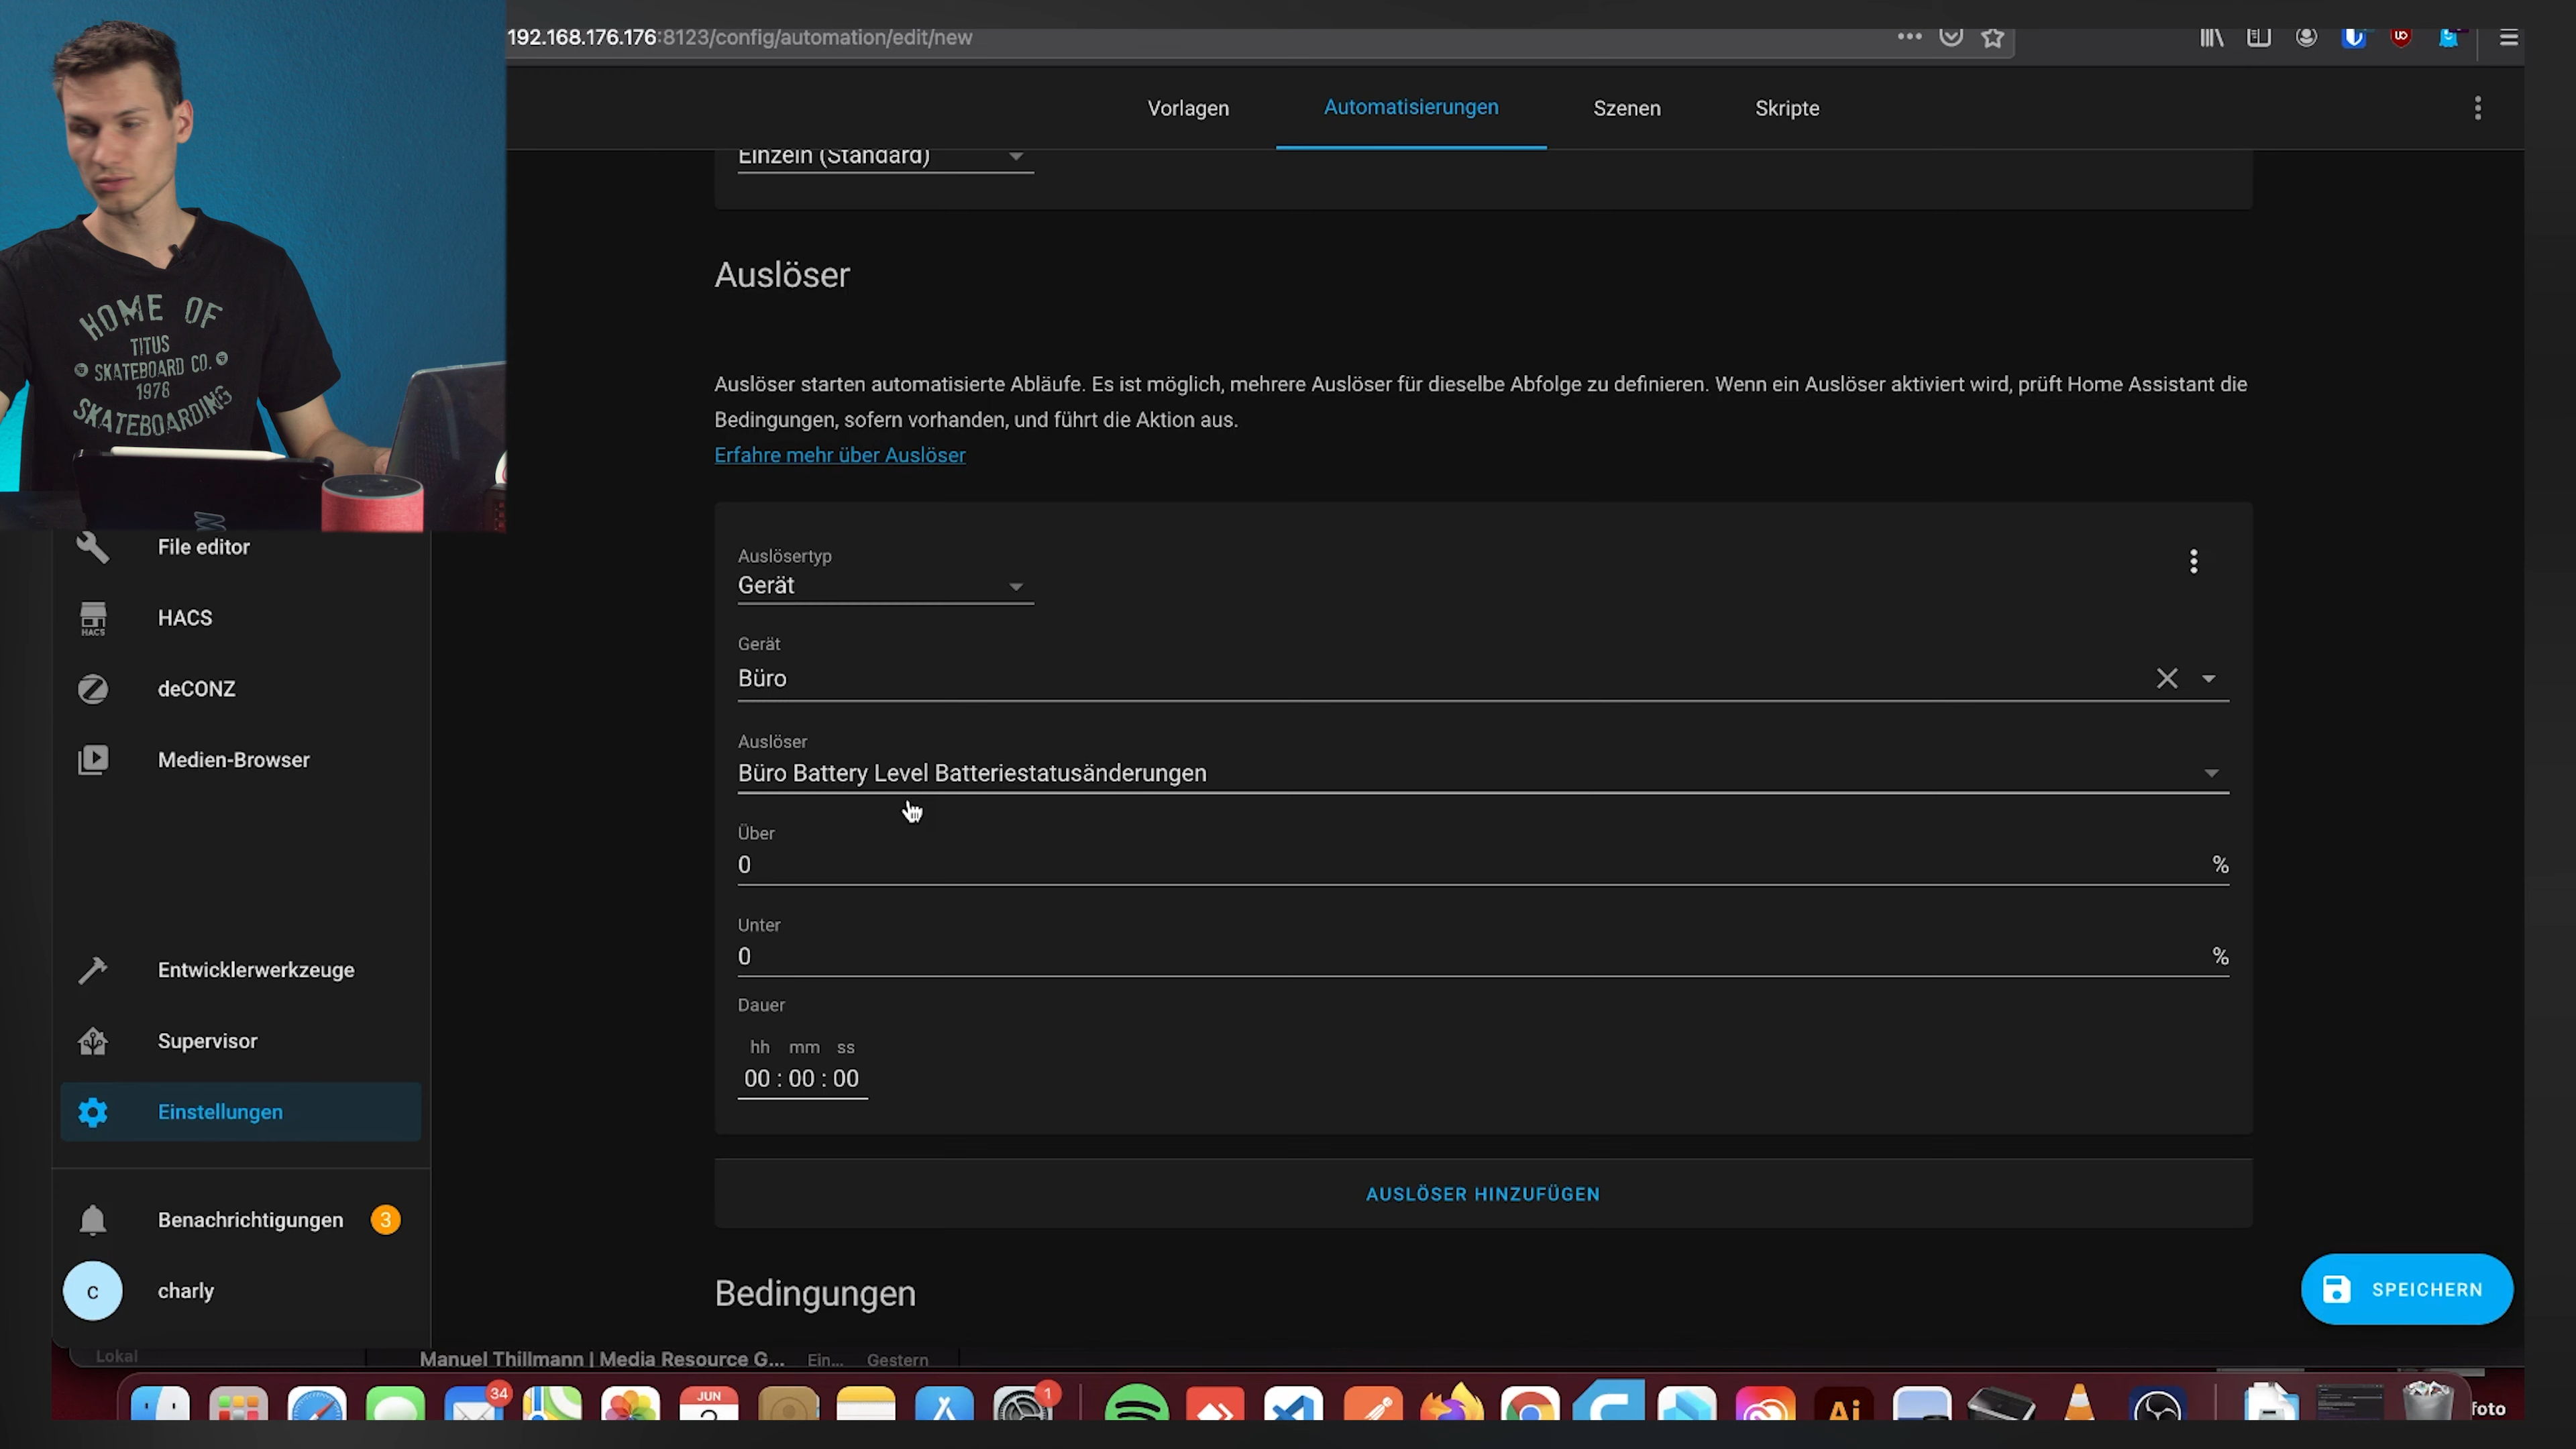 192.168.176.176:8123/config/automation/edit/new
Vorlagen
Automatisierungen
Szenen
Skripte
Einzeln (Standard)
HOME OF
TITUS
SKATEBOARD CO.
1978
SKATEBOARDING
Auslöser
Auslöser starten automatisierte Abläufe. Es ist möglich, mehrere Auslöser für dieselbe Abfolge zu definieren. Wenn ein Auslöser aktiviert wird, prüft Home Assistant die
Bedingungen, sofern vorhanden, und führt die Aktion aus.
Erfahre mehr über Auslöser
File editor
HACS
HACS
deCONZ
Medien-Browser
Entwicklerwerkzeuge
Supervisor
Einstellungen
Benachrichtigungen 3
C charly
Auslösertyp
Gerät
Gerät
Büro
Auslöser
Büro Battery Level Batteriestatusänderungen
Über
0 %
Unter
0 %
Dauer
hh mm ss
00 : 00 : 00
AUSLÖSER HINZUFÜGEN
Bedingungen
SPEICHERN
Lokal
Manuel Thillmann | Media Resource G... Ein... Gestern
34
JUN
1
Ai
foto